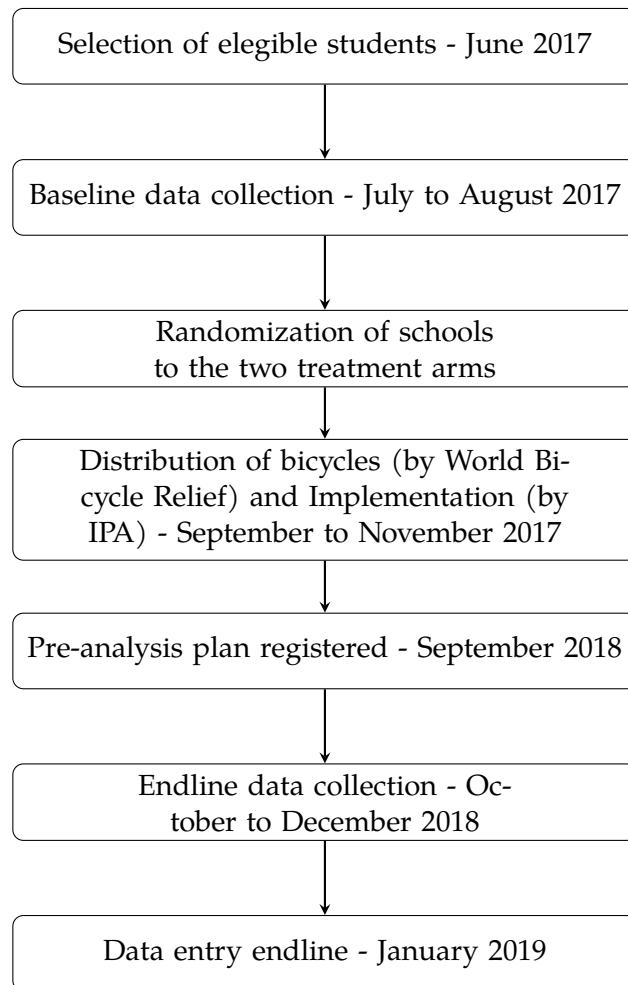 Selection of elegible students - June 2017
Baseline data collection - July to August 2017
Randomization of schools
to the two treatment arms
Distribution of bicycles (by World Bi-
cycle Relief) and Implementation (by
IPA) - September to November 2017
Pre-analysis plan registered - September 2018
Endline data collection - Oc-
tober to December 2018
Data entry endline - January 2019